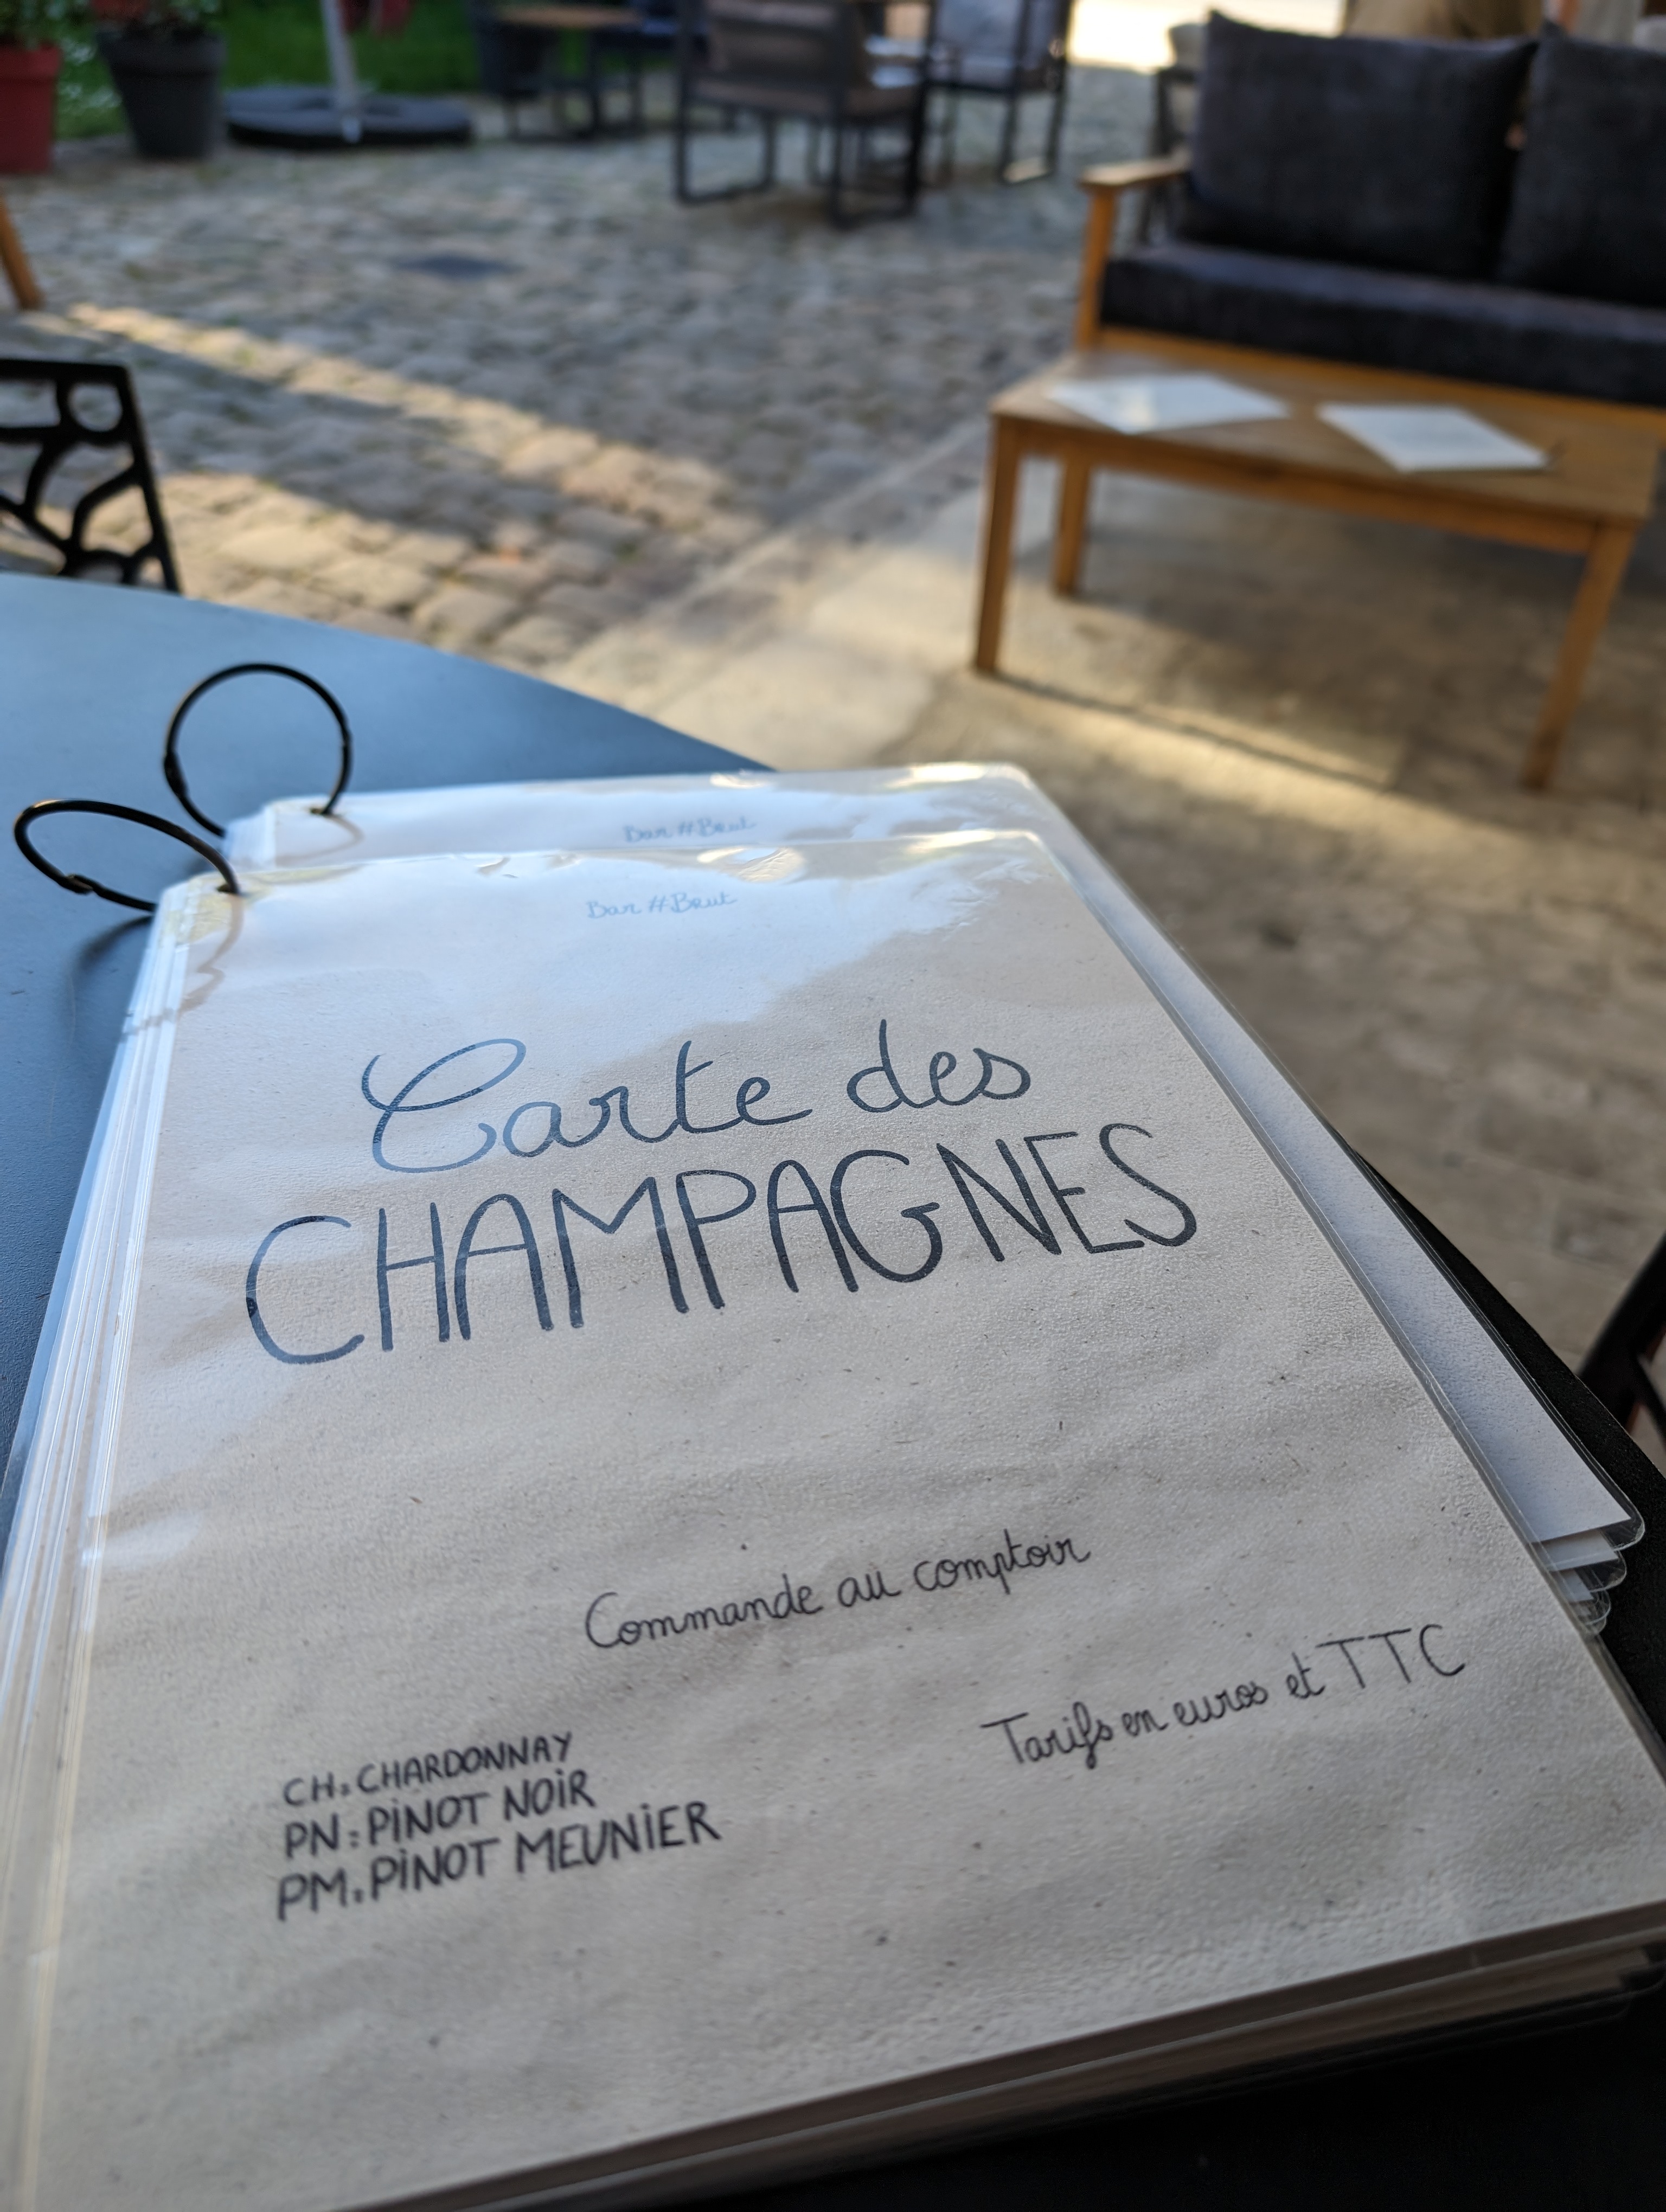 Bar #Brut
Bar #Brut
Carte des
CHAMPAGNES
Commande au comptoir
Tarifs en euros et TTC
CH: CHARDONNAY
PN: PINOT NOIR
PM: PINOT MEUNIER